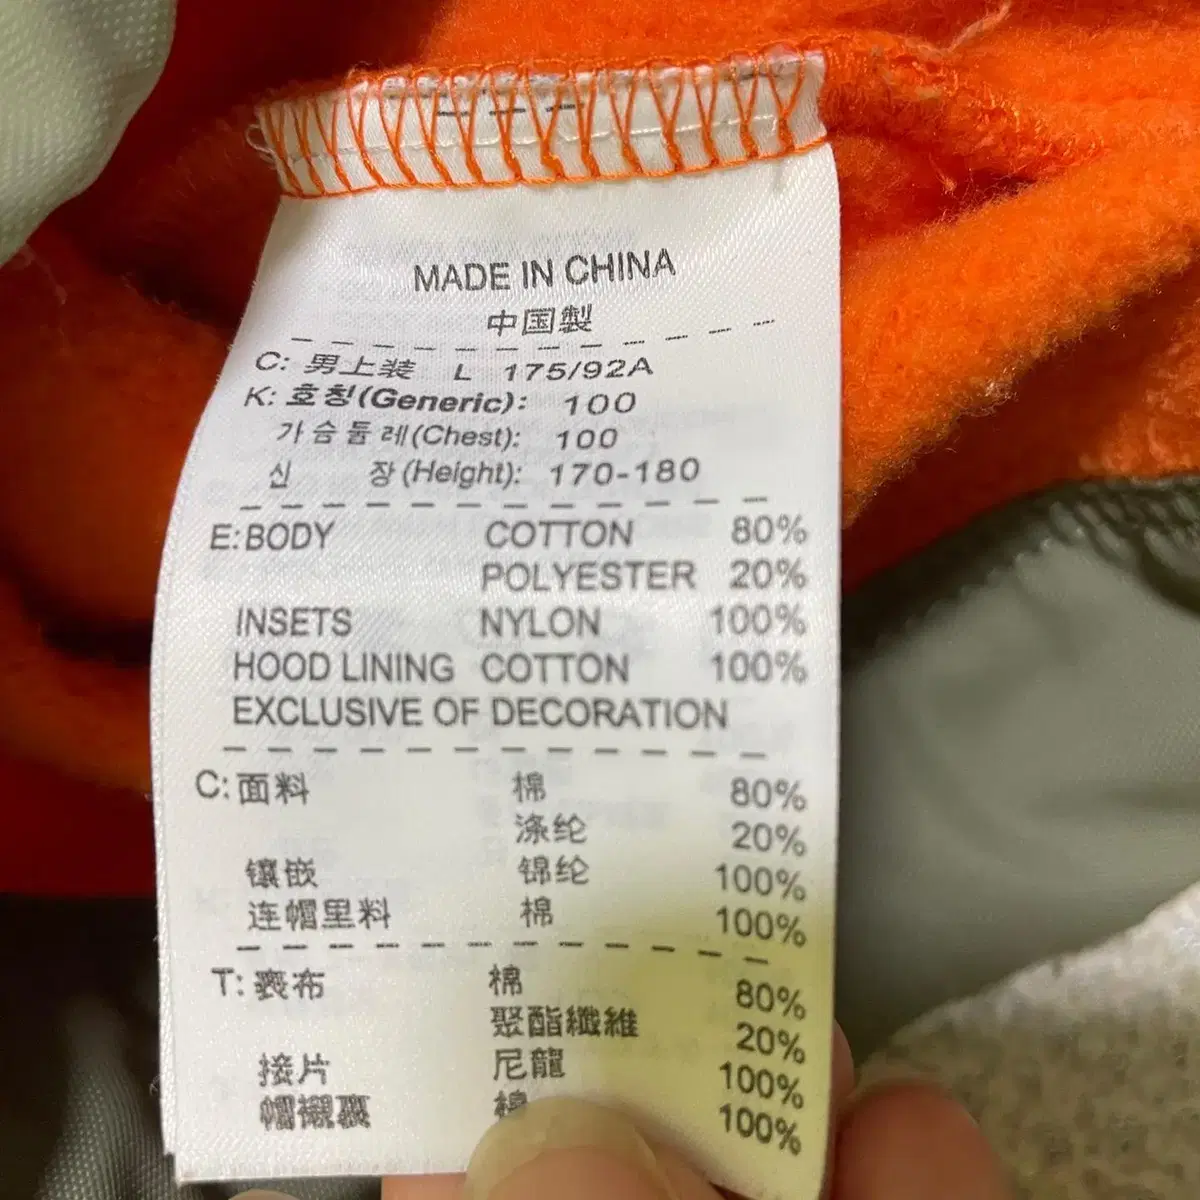 MADE IN CHINA
中国製
C: 男上装 L 175/92A
K: 호칭(Generic): 100
가슴둘레(Chest): 100
신 장(Height): 170-180
E:BODY COTTON 80%
POLYESTER 20%
INSETS NYLON 100%
HOOD LINING COTTON 100%
EXCLUSIVE OF DECORATION
C:面料 棉 80%
涤纶 20%
镶嵌 锦纶 100%
连帽里料 棉 100%
T:表布 棉 80%
聚酯纖維 20%
接片 尼龍 100%
帽襯裏 棉 100%